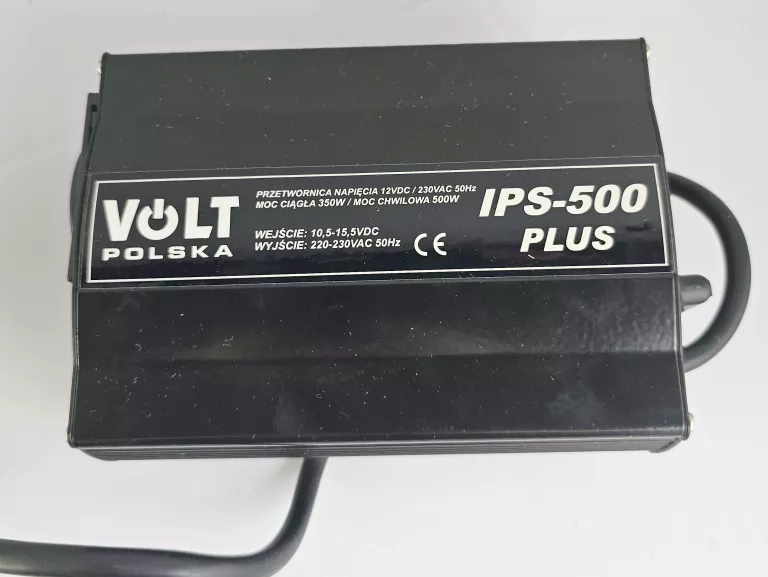 VOLT
POLSKA
PRZETWORNICA NAPIĘCIA 12VDC / 230VAC 50Hz
MOC CIĄGŁA 350W / MOC CHWILOWA 500W
WEJŚCIE: 10,5-15,5VDC
WYJŚCIE: 220-230VAC 50Hz
CE
IPS-500
PLUS